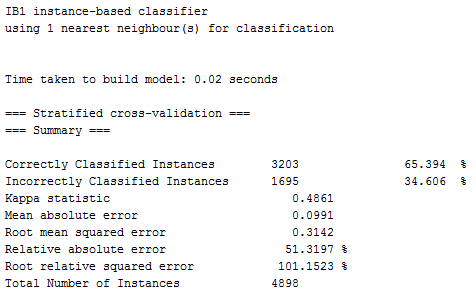 IB1 instance-based classifier
using 1 nearest neighbour(s) for classification
Time taken to build model: 0.02 seconds
=== Stratified cross-validation ===
=== Summary ===
Correctly Classified Instances 3203 65.394 %
Incorrectly Classified Instances 1695 34.606 %
Kappa statistic 0.4861
Mean absolute error 0.0991
Root mean squared error 0.3142
Relative absolute error 51.3197 %
Root relative squared error 101.1523 %
Total Number of Instances 4898